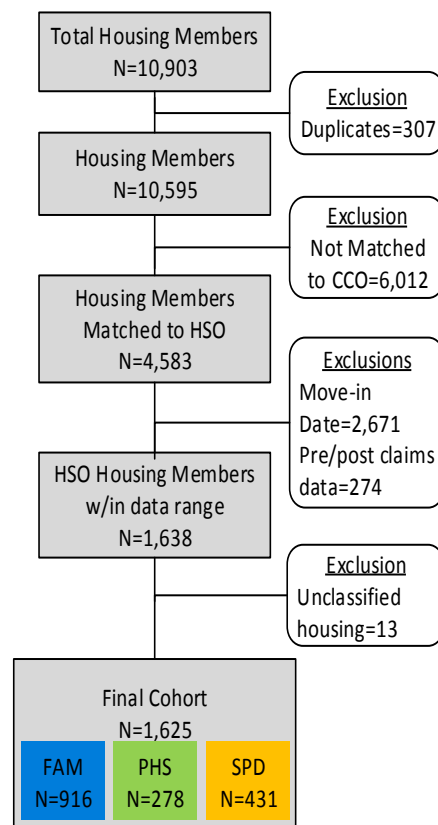 Total Housing Members
N=10,903
Exclusion
Duplicates=307
Housing Members
N=10,595
Exclusion
Not Matched
to CCO=6,012
Housing Members
Matched to HSO
N=4,583
Exclusions
Move-in
Date=2,671
Pre/post claims
data=274
HSO Housing Members
w/in data range
N=1,638
Exclusion
Unclassified
housing=13
Final Cohort
N=1,625
FAM
N=916
PHS
N=278
SPD
N=431